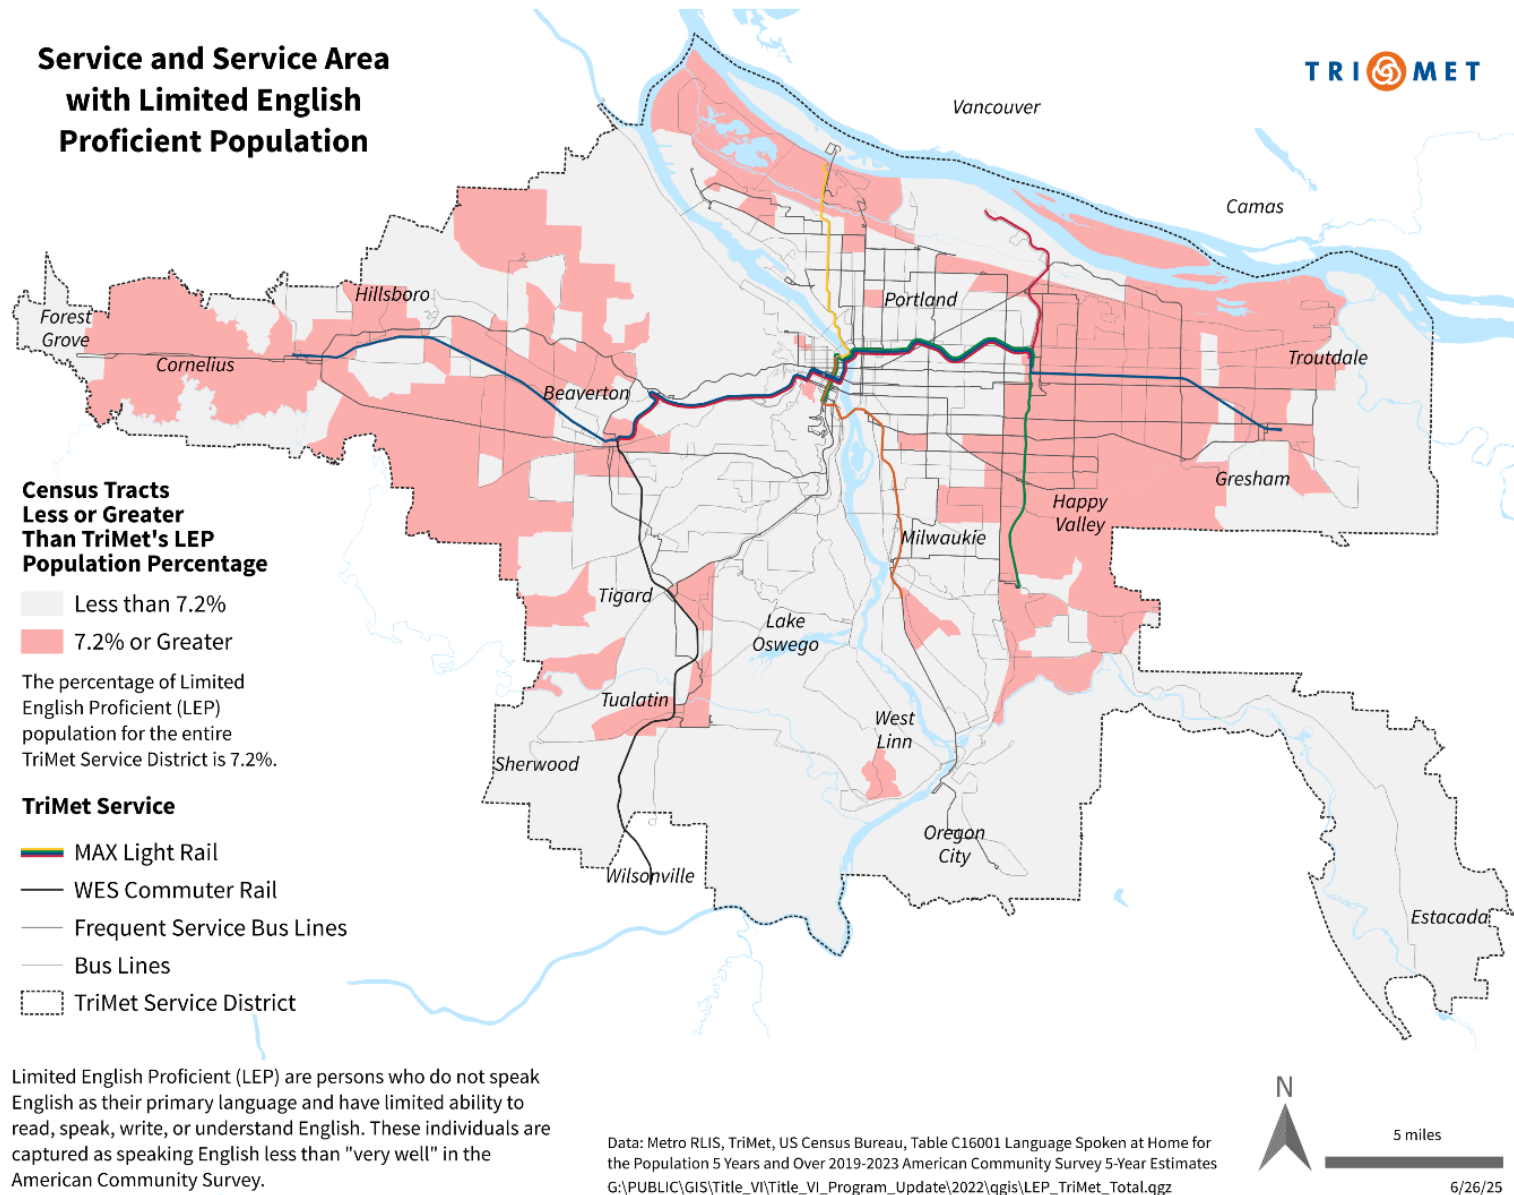 Service and Service Area
with Limited English
Proficient Population
TRIMET
Vancouver
Camas
Hillsboro
Forest
Grove
Cornelius
Portland
Troutdale
Beaverton
Gresham
Happy
Valley
Milwaukie
Tigard
Lake
Oswego
Tualatin
West
Linn
Sherwood
Oregon
City
Wilsonville
Estacada
Census Tracts
Less or Greater
Than TriMet's LEP
Population Percentage
Less than 7.2%
7.2% or Greater
The percentage of Limited
English Proficient (LEP)
population for the entire
TriMet Service District is 7.2%.
TriMet Service
MAX Light Rail
WES Commuter Rail
Frequent Service Bus Lines
Bus Lines
TriMet Service District
Limited English Proficient (LEP) are persons who do not speak
English as their primary language and have limited ability to
read, speak, write, or understand English. These individuals are
captured as speaking English less than "very well" in the
American Community Survey.
Data: Metro RLIS, TriMet, US Census Bureau, Table C16001 Language Spoken at Home for
the Population 5 Years and Over 2019-2023 American Community Survey 5-Year Estimates
G:\PUBLIC\GIS\Title_VI\Title_VI_Program_Update\2022\qgis\LEP_TriMet_Total.qgz
N
5 miles
6/26/25